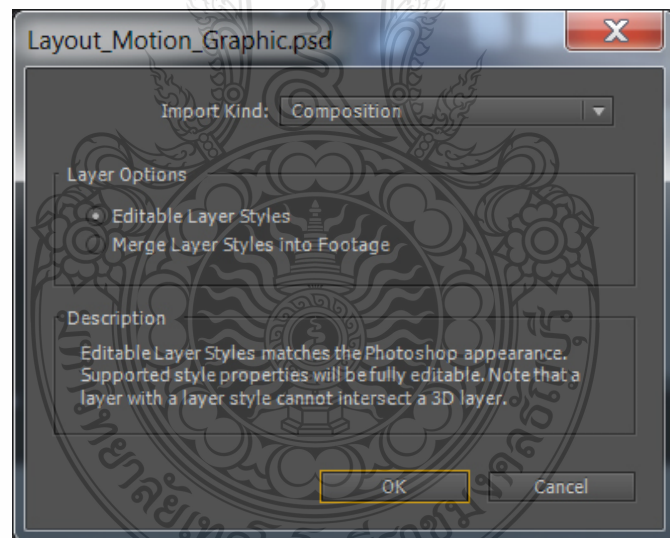 Layout_Motion_Graphic.psd
Import Kind: Composition
Layer Options
Editable Layer Styles
Merge Layer Styles into Footage
Description
Editable Layer Styles matches the Photoshop appearance.
Supported style properties will be fully editable. Note that a
layer with a layer style cannot intersect a 3D layer.
OK Cancel